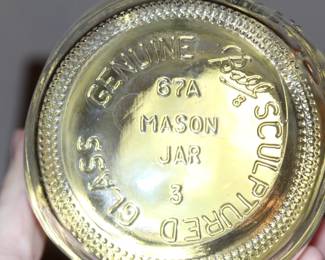 GENUINE Ball ® SCULPTURED GLASS
67A
MASON
JAR
3